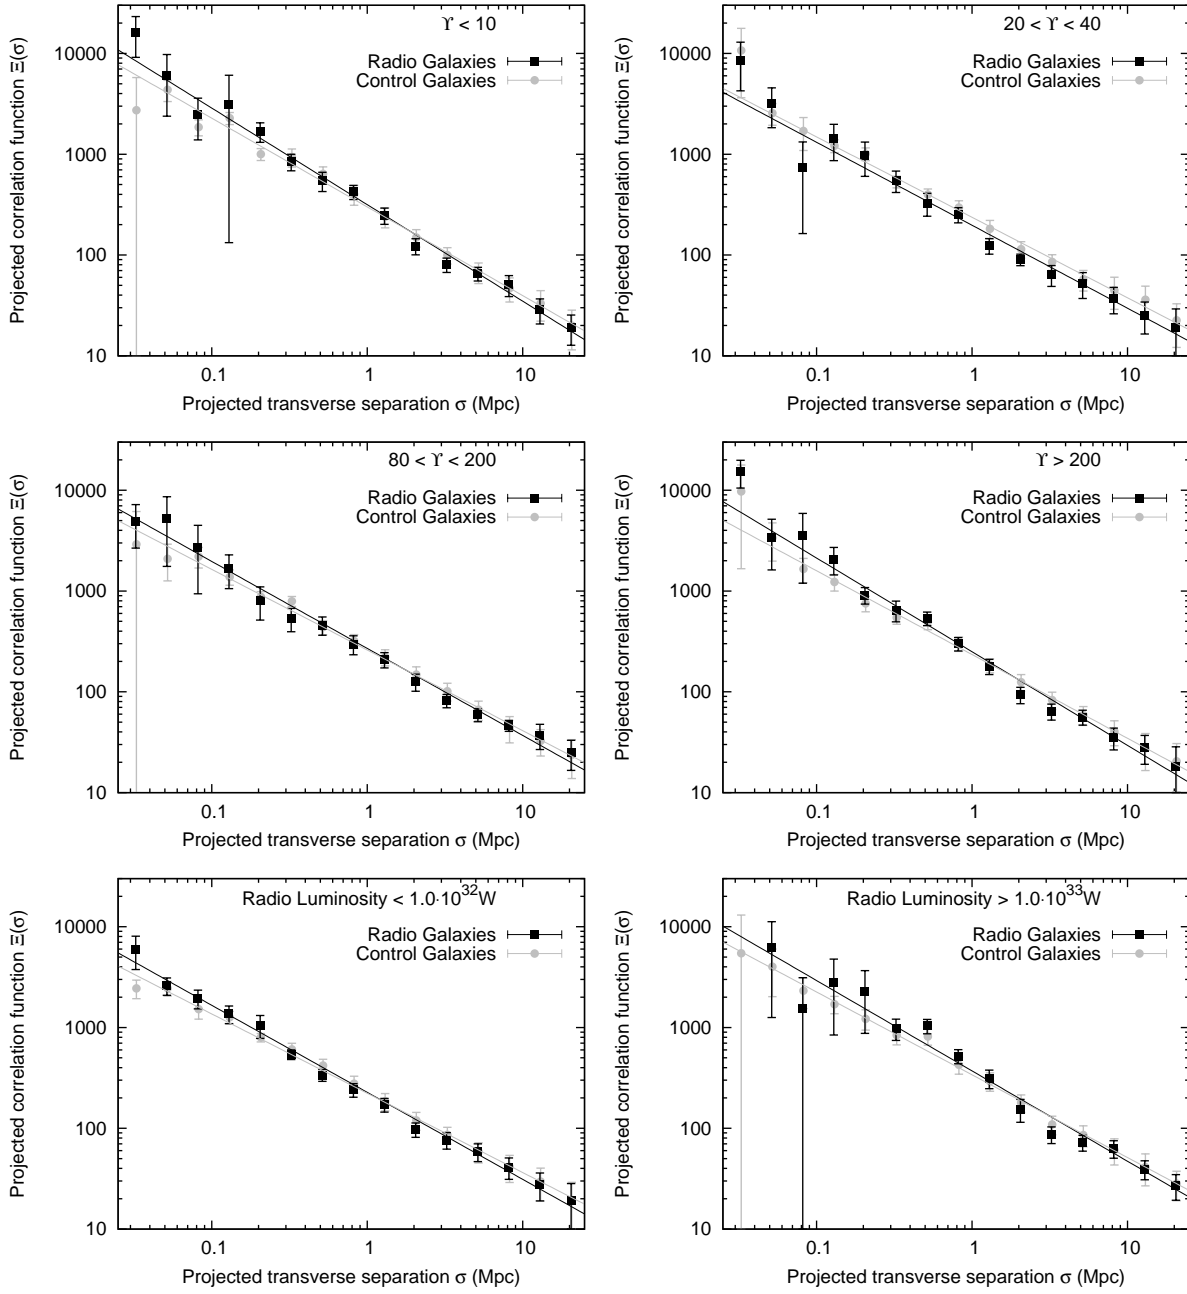 ϒ < 10
Radio Galaxies
Control Galaxies
Projected correlation function Ξ(σ)
10000
1000
100
10
0.1 1 10
Projected transverse separation σ (Mpc)
20 < ϒ < 40
Radio Galaxies
Control Galaxies
Projected correlation function Ξ(σ)
10000
1000
100
10
0.1 1 10
Projected transverse separation σ (Mpc)
80 < ϒ < 200
Radio Galaxies
Control Galaxies
Projected correlation function Ξ(σ)
10000
1000
100
10
0.1 1 10
Projected transverse separation σ (Mpc)
ϒ > 200
Radio Galaxies
Control Galaxies
Projected correlation function Ξ(σ)
10000
1000
100
10
0.1 1 10
Projected transverse separation σ (Mpc)
Radio Luminosity < 1.0·10³²W
Radio Galaxies
Control Galaxies
Projected correlation function Ξ(σ)
10000
1000
100
10
0.1 1 10
Projected transverse separation σ (Mpc)
Radio Luminosity > 1.0·10³³W
Radio Galaxies
Control Galaxies
Projected correlation function Ξ(σ)
10000
1000
100
10
0.1 1 10
Projected transverse separation σ (Mpc)